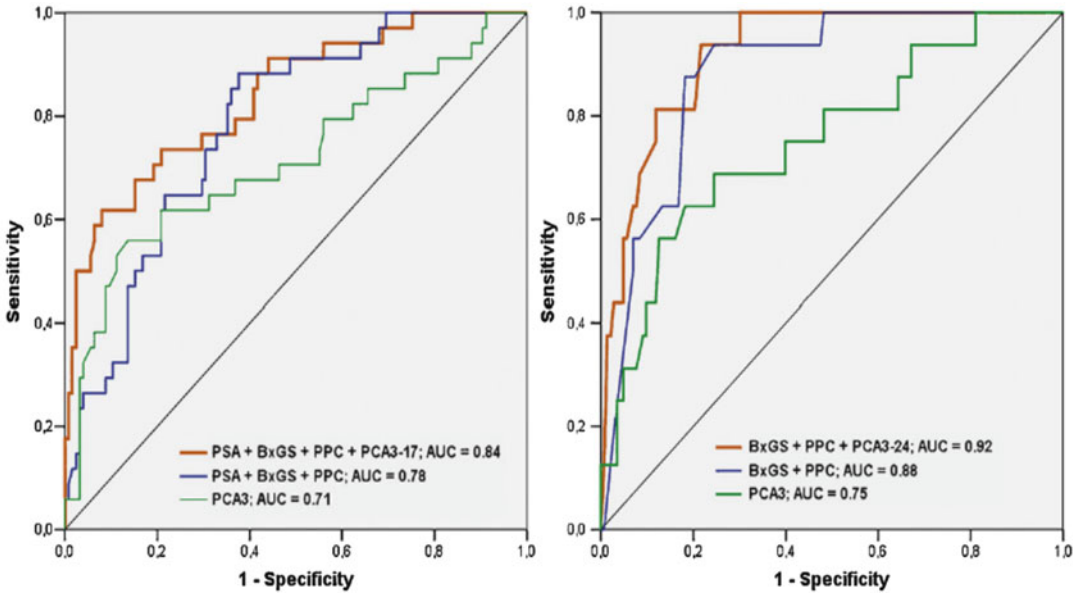 1,0
0,8
0,6
0,4
0,2
0,0
Sensitivity
PSA + BxGS + PPC + PCA3-17; AUC = 0.84
PSA + BxGS + PPC; AUC = 0.78
PCA3; AUC = 0.71
0,0 0,2 0,4 0,6 0,8 1,0
1 - Specificity
1,0
0,8
0,6
0,4
0,2
0,0
Sensitivity
BxGS + PPC + PCA3-24; AUC = 0.92
BxGS + PPC; AUC = 0.88
PCA3; AUC = 0.75
0,0 0,2 0,4 0,6 0,8 1,0
1 - Specificity